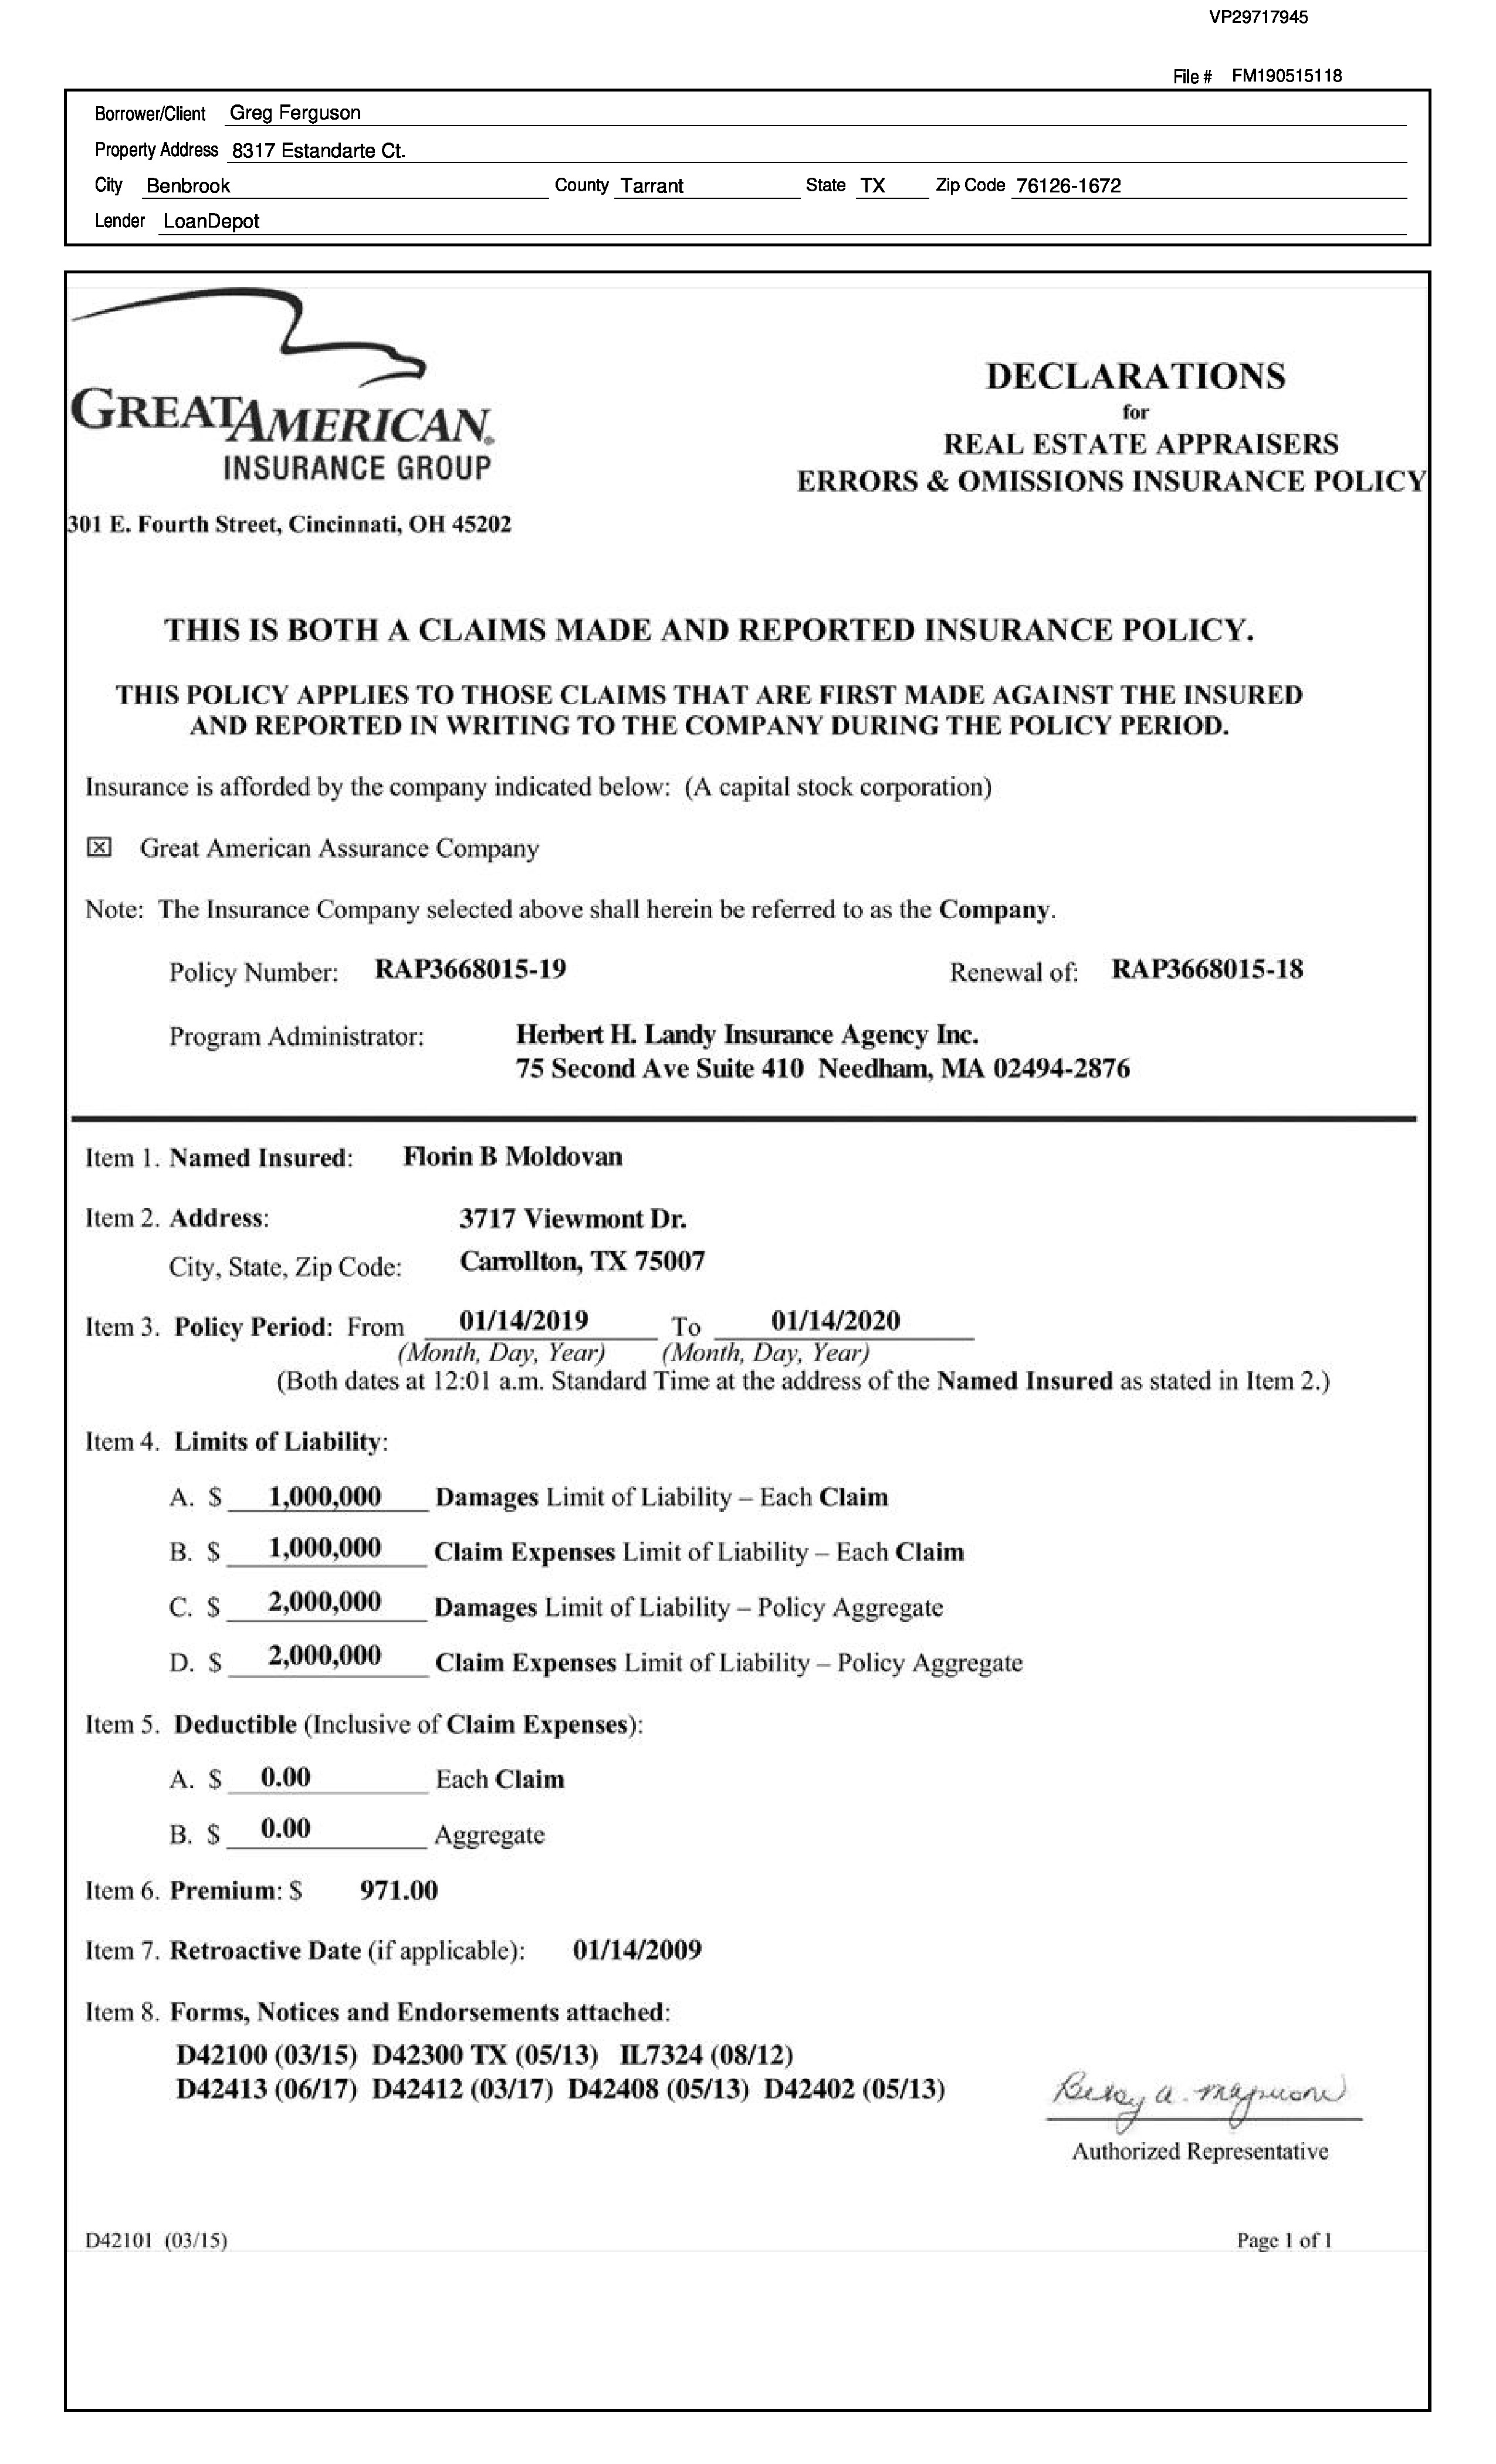 VP29717945
File # FM190515118
Borrower/Client Greg Ferguson
Property Address 8317 Estandarte Ct.
City Benbrook County Tarrant State TX Zip Code 76126-1672
Lender LoanDepot
GREATAMERICAN®
INSURANCE GROUP
301 E. Fourth Street, Cincinnati, OH 45202
DECLARATIONS
for
REAL ESTATE APPRAISERS
ERRORS & OMISSIONS INSURANCE POLICY
THIS IS BOTH A CLAIMS MADE AND REPORTED INSURANCE POLICY.
THIS POLICY APPLIES TO THOSE CLAIMS THAT ARE FIRST MADE AGAINST THE INSURED
AND REPORTED IN WRITING TO THE COMPANY DURING THE POLICY PERIOD.
Insurance is afforded by the company indicated below: (A capital stock corporation)
☒ Great American Assurance Company
Note: The Insurance Company selected above shall herein be referred to as the Company.
Policy Number: RAP3668015-19 Renewal of: RAP3668015-18
Program Administrator: Herbert H. Landy Insurance Agency Inc.
75 Second Ave Suite 410 Needham, MA 02494-2876
Item 1. Named Insured: Florin B Moldovan
Item 2. Address: 3717 Viewmont Dr.
City, State, Zip Code: Carrollton, TX 75007
Item 3. Policy Period: From 01/14/2019 To 01/14/2020
(Month, Day, Year) (Month, Day, Year)
(Both dates at 12:01 a.m. Standard Time at the address of the Named Insured as stated in Item 2.)
Item 4. Limits of Liability:
A. $ 1,000,000 Damages Limit of Liability – Each Claim
B. $ 1,000,000 Claim Expenses Limit of Liability – Each Claim
C. $ 2,000,000 Damages Limit of Liability – Policy Aggregate
D. $ 2,000,000 Claim Expenses Limit of Liability – Policy Aggregate
Item 5. Deductible (Inclusive of Claim Expenses):
A. $ 0.00 Each Claim
B. $ 0.00 Aggregate
Item 6. Premium: $ 971.00
Item 7. Retroactive Date (if applicable): 01/14/2009
Item 8. Forms, Notices and Endorsements attached:
D42100 (03/15) D42300 TX (05/13) IL7324 (08/12)
D42413 (06/17) D42412 (03/17) D42408 (05/13) D42402 (05/13)
Authorized Representative
D42101 (03/15) Page 1 of 1